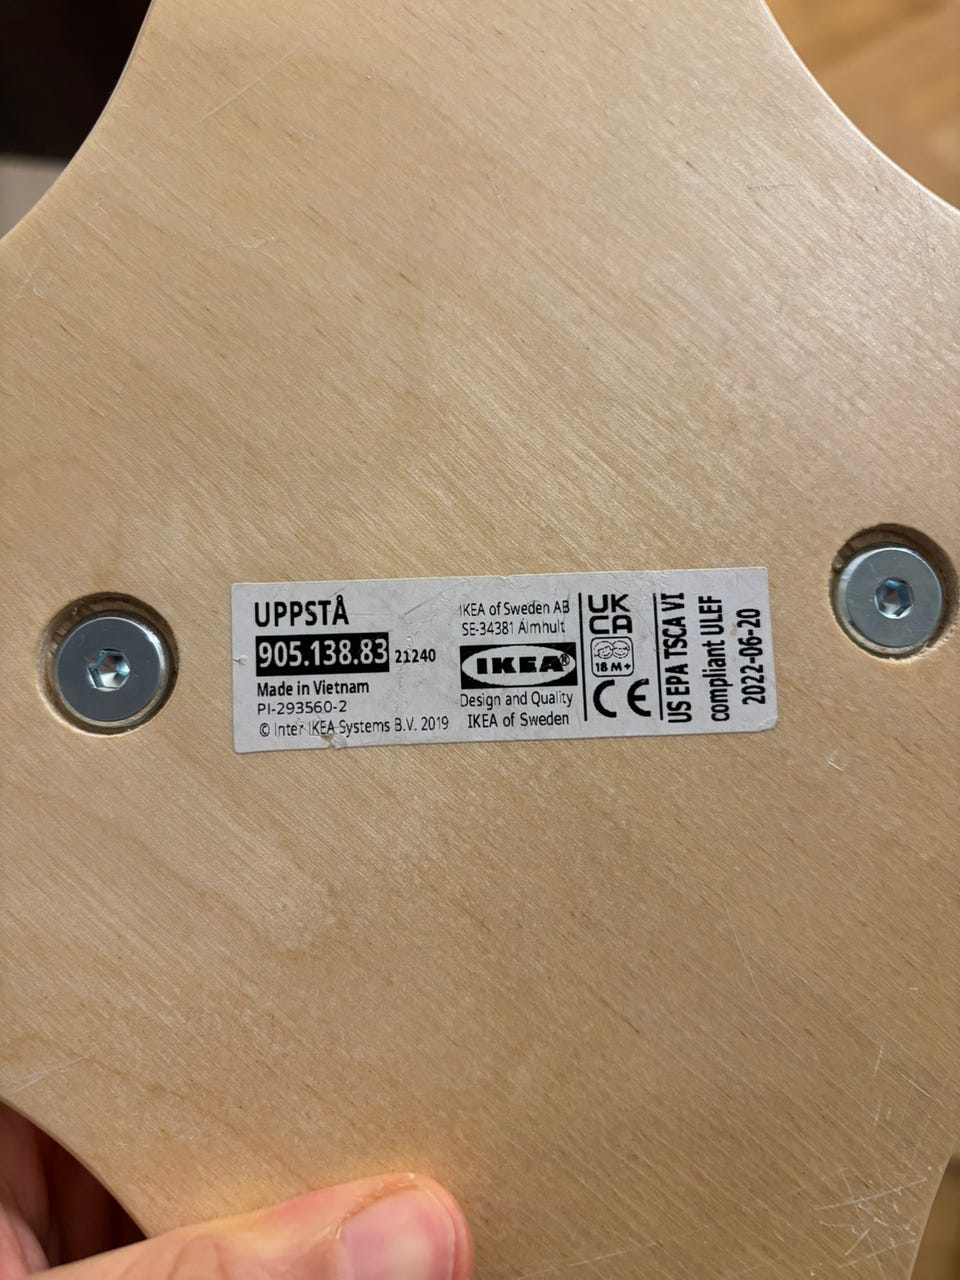 UPPSTÅ
905.138.83 21240
Made in Vietnam
PI-293560-2
© Inter IKEA Systems B.V. 2019
IKEA of Sweden AB
SE-34381 Älmhult
IKEA®
Design and Quality
IKEA of Sweden
UK
CA
18 M+
CE
US EPA TSCA VI
compliant ULEF
2022-06-20